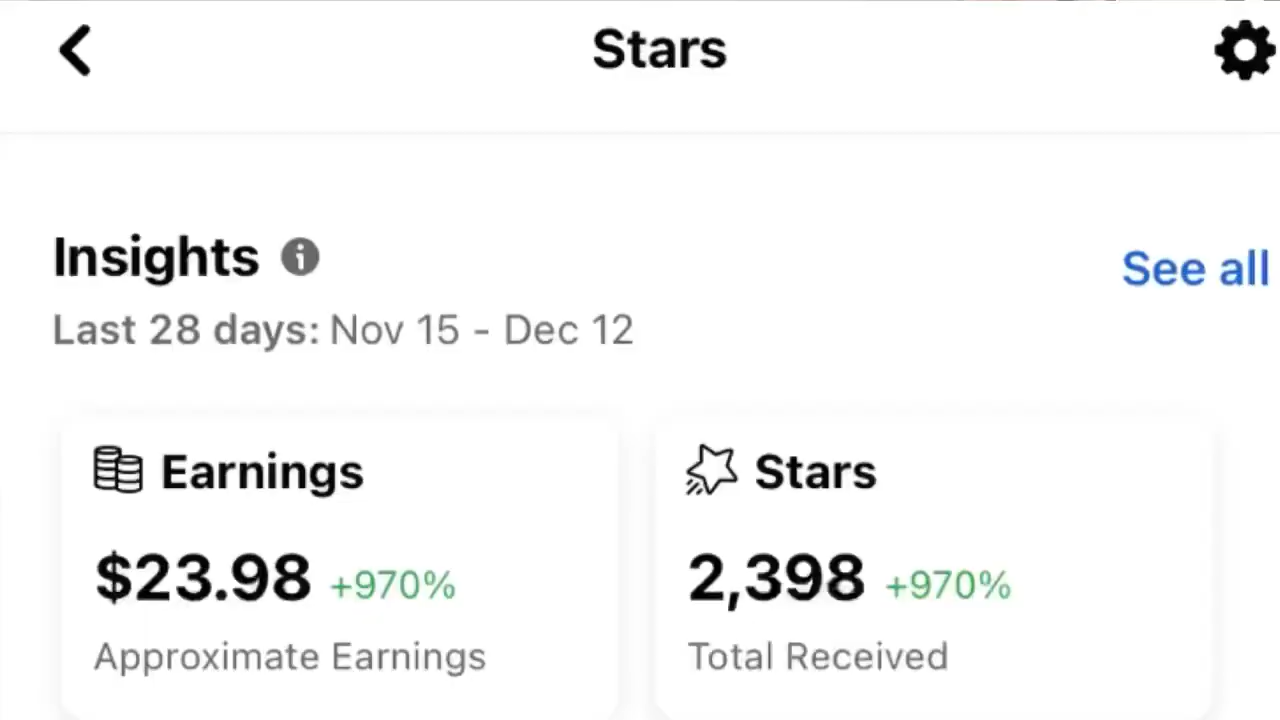 Stars
Insights
See all
Last 28 days: Nov 15 - Dec 12
Earnings
$23.98 +970%
Approximate Earnings
Stars
2,398 +970%
Total Received